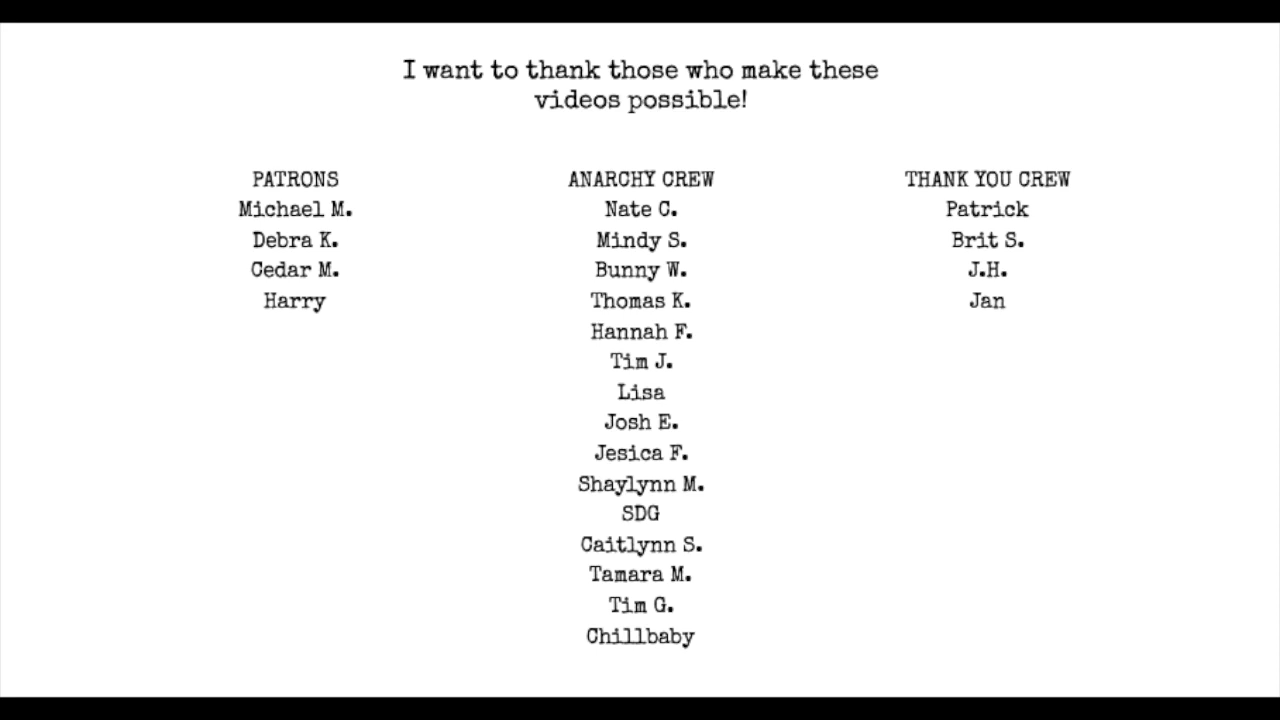 I want to thank those who make these
videos possible!
PATRONS
Michael M.
Debra K.
Cedar M.
Harry
ANARCHY CREW
Nate C.
Mindy S.
Bunny W.
Thomas K.
Hannah F.
Tim J.
Lisa
Josh E.
Jesica F.
Shaylynn M.
SDG
Caitlynn S.
Tamara M.
Tim G.
Chillbaby
THANK YOU CREW
Patrick
Brit S.
J.H.
Jan